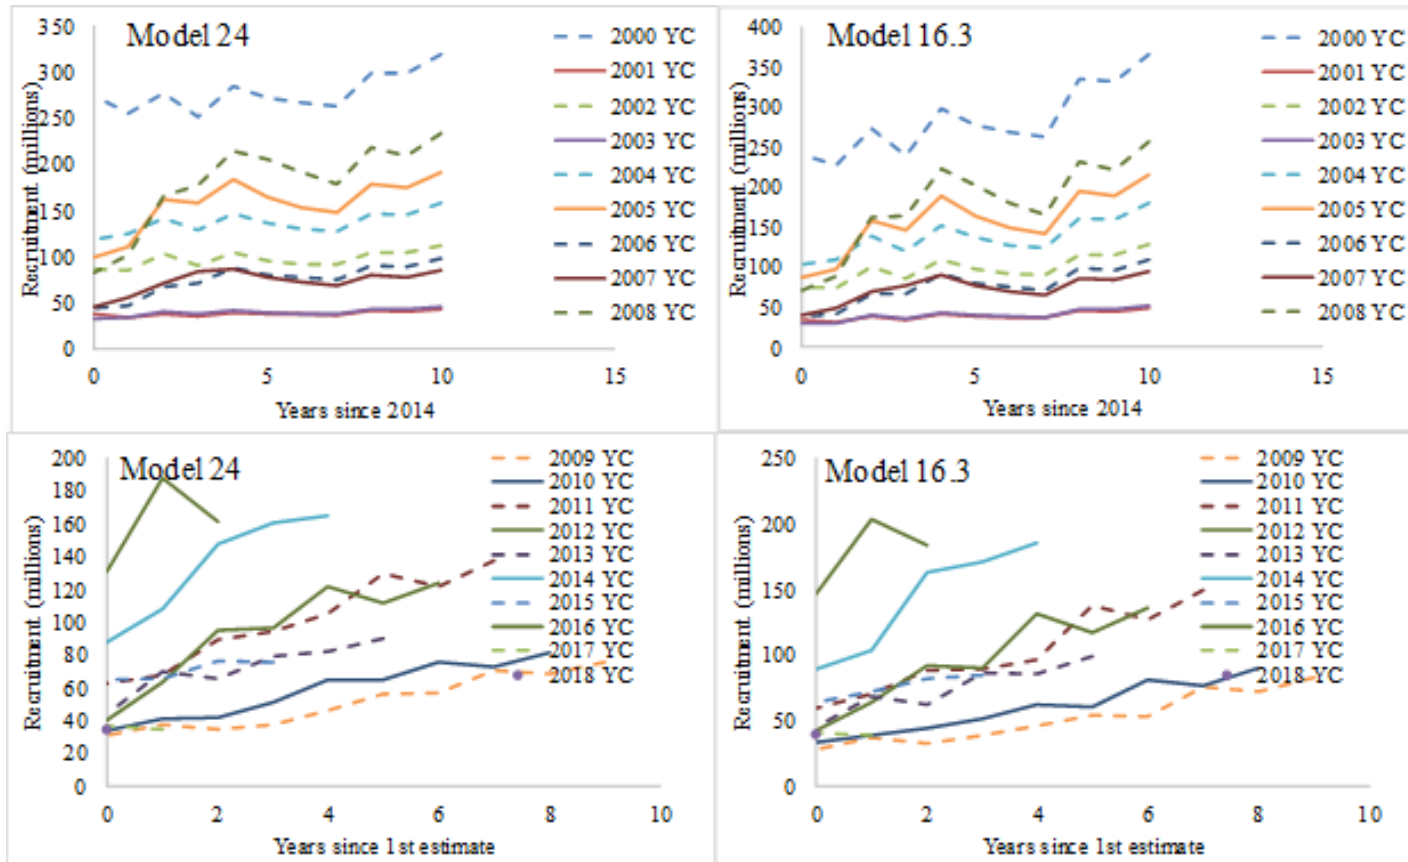 Model 24
Recruitment (millions)
350
300
250
200
150
100
50
0
0
5
10
15
Years since 2014
2000 YC
2001 YC
2002 YC
2003 YC
2004 YC
2005 YC
2006 YC
2007 YC
2008 YC
Model 16.3
Recruitment (millions)
400
350
300
250
200
150
100
50
0
0
5
10
15
Years since 2014
2000 YC
2001 YC
2002 YC
2003 YC
2004 YC
2005 YC
2006 YC
2007 YC
2008 YC
Model 24
Recruitment (millions)
200
180
160
140
120
100
80
60
40
20
0
0
2
4
6
8
10
Years since 1st estimate
2009 YC
2010 YC
2011 YC
2012 YC
2013 YC
2014 YC
2015 YC
2016 YC
2017 YC
2018 YC
Model 16.3
Recruitment (millions)
250
200
150
100
50
0
0
2
4
6
8
10
Years since 1st estimate
2009 YC
2010 YC
2011 YC
2012 YC
2013 YC
2014 YC
2015 YC
2016 YC
2017 YC
2018 YC